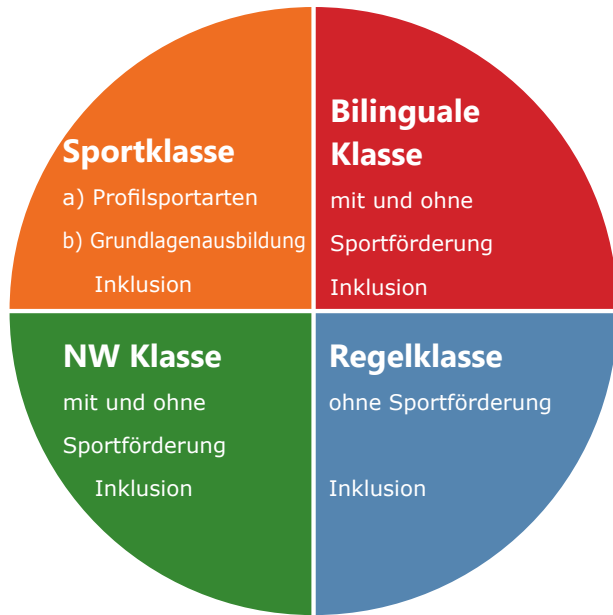 Sportklasse
a) Profilsportarten
b) Grundlagenausbildung
Inklusion
Bilinguale
Klasse
mit und ohne
Sportförderung
Inklusion
NW Klasse
mit und ohne
Sportförderung
Inklusion
Regelklasse
ohne Sportförderung
Inklusion